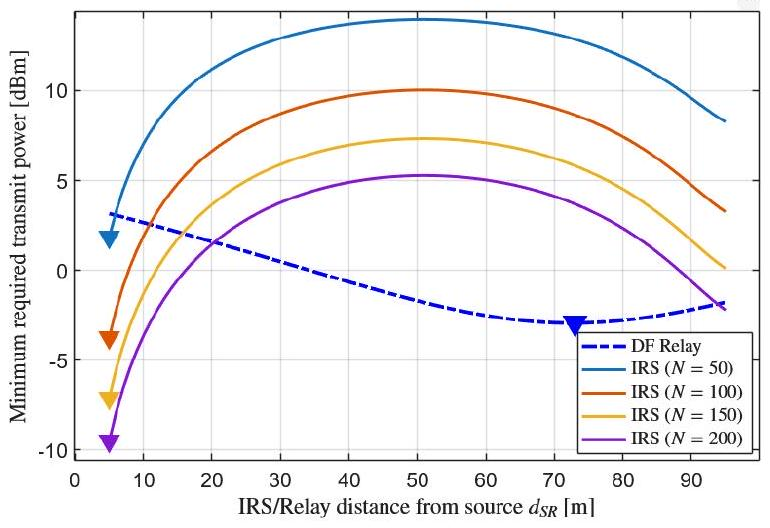 Minimum required transmit power [dBm]
10
5
0
-5
-10
0 10 20 30 40 50 60 70 80 90
IRS/Relay distance from source d_SR [m]
DF Relay
IRS (N = 50)
IRS (N = 100)
IRS (N = 150)
IRS (N = 200)